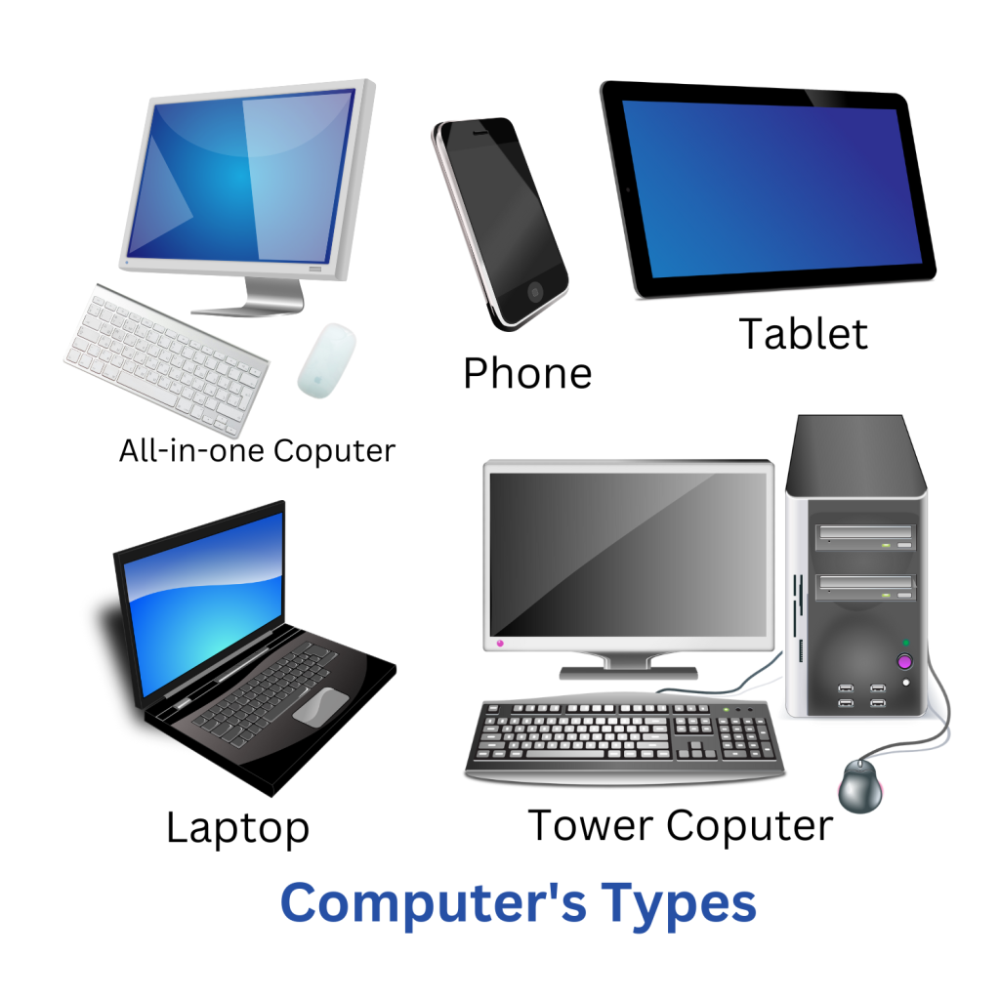 Tablet
Phone
All-in-one Coputer
Laptop
Tower Coputer
Computer's Types